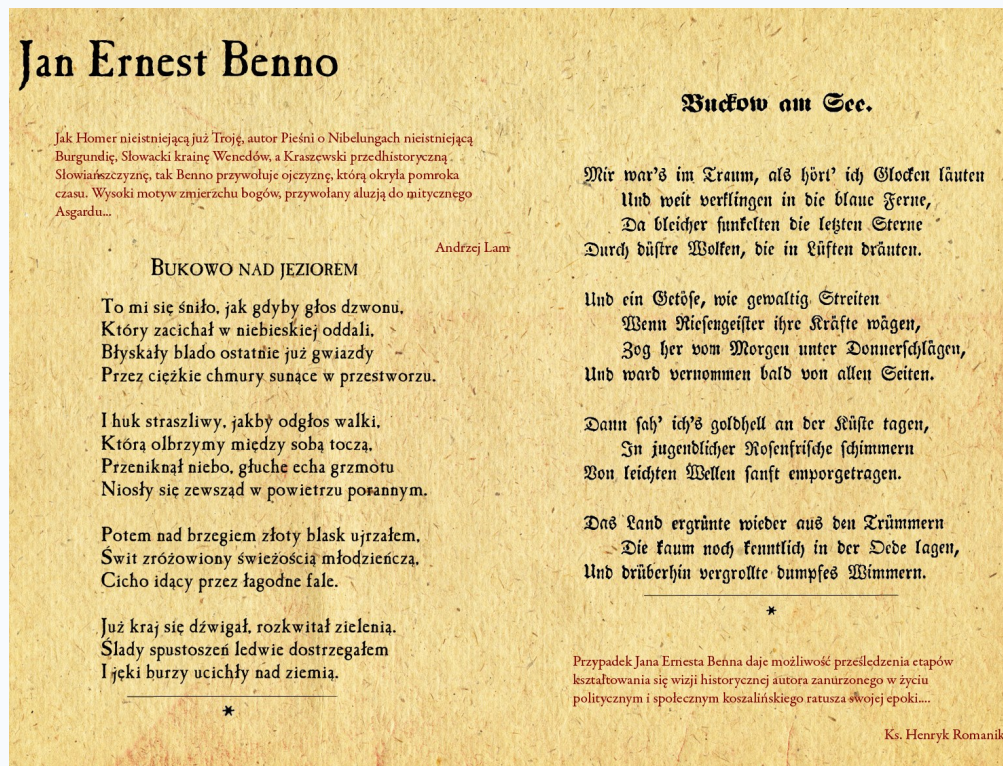 Jan Ernest Benno
Jak Homer nieistniejącą już Troję, autor Pieśni o Nibelungach nieistniejącą
Burgundię, Słowacki krainę Wenedów, a Kraszewski przedhistoryczną
Słowiańszczyznę, tak Benno przywołuje ojczyznę, którą okryła pomroka
czasu. Wysoki motyw zmierzchu bogów, przywołany aluzją do mitycznego
Asgardu...
Andrzej Lam
BUKOWO NAD JEZIOREM
To mi się śniło, jak gdyby głos dzwonu,
Który zacichał w niebieskiej oddali,
Błyskały blado ostatnie już gwiazdy
Przez ciężkie chmury sunące w przestworzu.
I huk straszliwy, jakby odgłos walki,
Którą olbrzymy między sobą toczą,
Przeniknął niebo, głuche echa grzmotu
Niosły się zewsząd w powietrzu porannym.
Potem nad brzegiem złoty blask ujrzałem,
Świt zróżowiony świeżością młodzieńczą,
Cicho idący przez łagodne fale.
Już kraj się dźwigał, rozkwitał zielenią.
Ślady spustoszeń ledwie dostrzegałem
I jęki burzy ucichły nad ziemią.
*
Buckow am See.
Mir war's im Traum, als hört' ich Glocken läuten
Und weit verklingen in die blaue Ferne,
Da bleicher funkelten die letzten Sterne
Durch düstre Wolken, die in Lüften dräuten.
Und ein Getöse, wie gewaltig Streiten
Wenn Riesengeister ihre Kräfte wägen,
Zog her vom Morgen unter Donnerschlägen,
Und ward vernommen bald von allen Seiten.
Dann sah' ich's goldhell an der Küste tagen,
In jugendlicher Rosenfrische schimmern
Von leichten Wellen sanft emporgetragen.
Das Land ergrünte wieder aus den Trümmern
Die kaum noch kenntlich in der Oede lagen,
Und drüberhin vergrollte dumpfes Wimmern.
*
Przypadek Jana Ernesta Benna daje możliwość prześledzenia etapów
kształtowania się wizji historycznej autora zanurzonego w życiu
politycznym i społecznym koszalińskiego ratusza swojej epoki....
Ks. Henryk Romanik